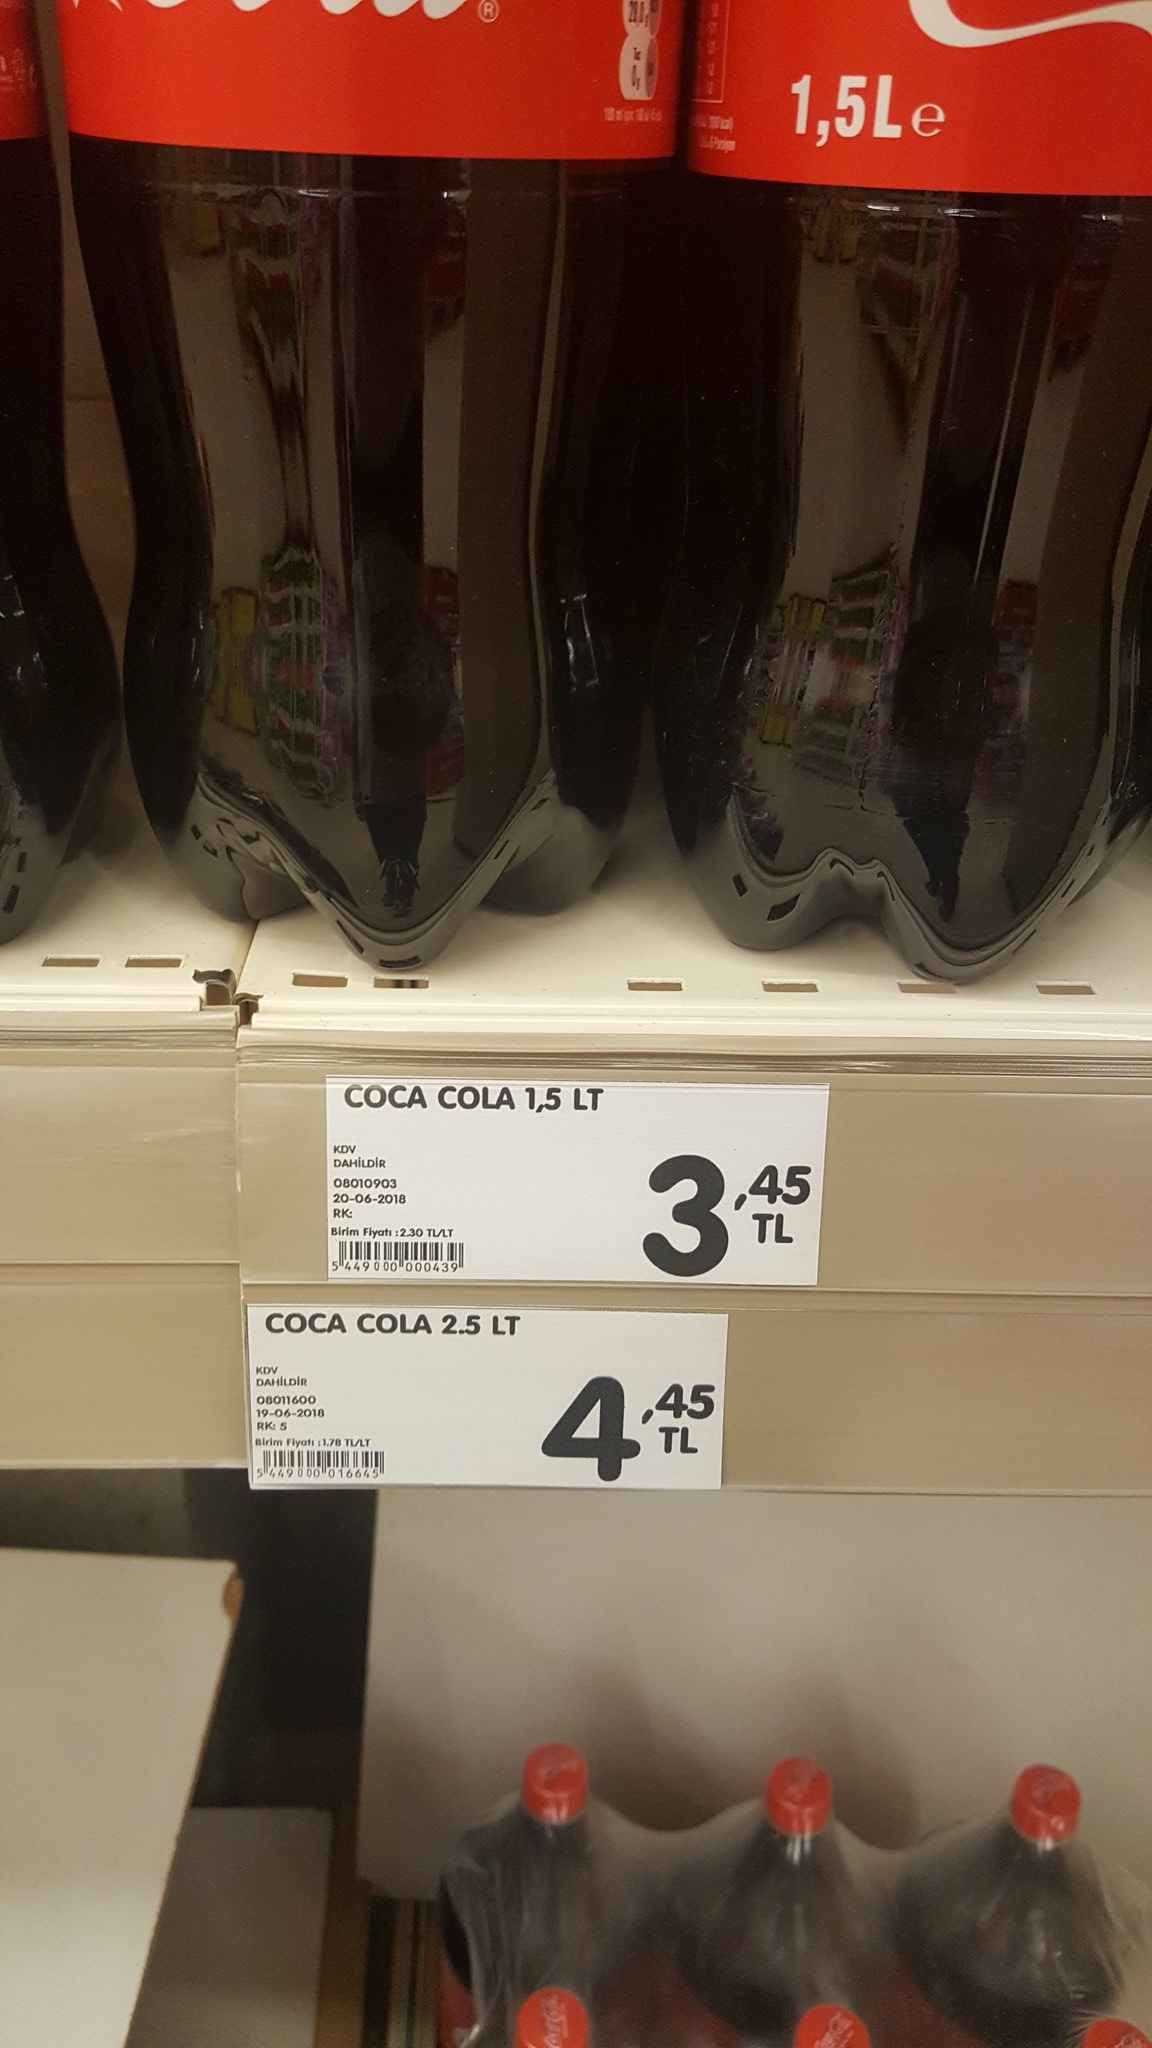 ®
1,5L e
COCA COLA 1,5 LT
KDV
DAHİLDİR
08010903
20-06-2018
RK:
Birim Fiyatı :2.30 TL/LT
5 449000 000439
3,45
TL
COCA COLA 2.5 LT
KDV
DAHİLDİR
08011600
19-06-2018
RK: 5
Birim Fiyatı :1.78 TL/LT
5 449000 016645
4,45
TL